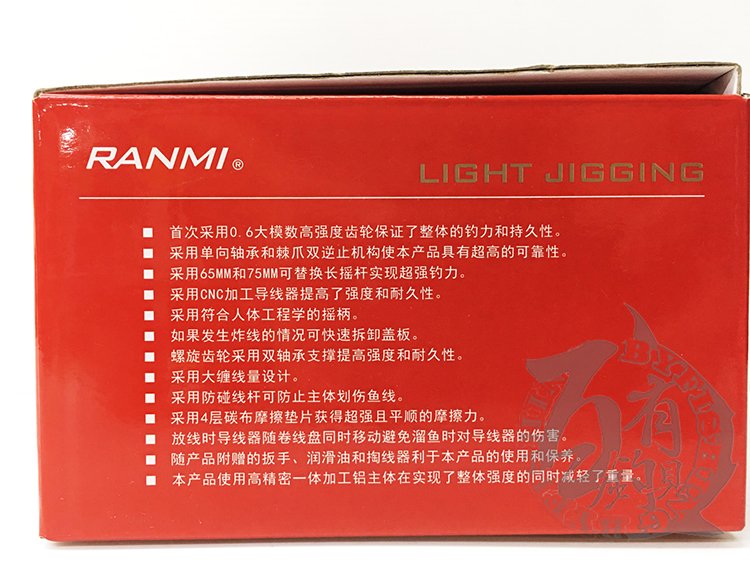 RANMI®
LIGHT JIGGING
■ 首次采用0.6大模数高强度齿轮保证了整体的钓力和持久性。
■ 采用单向轴承和棘爪双逆止机构使本产品具有超高的可靠性。
■ 采用65MM和75MM可替换长摇杆实现超强钓力。
■ 采用CNC加工导线器提高了强度和耐久性。
■ 采用符合人体工程学的摇柄。
■ 如果发生炸线的情况可快速拆卸盖板。
■ 螺旋齿轮采用双轴承支撑提高强度和耐久性。
■ 采用大缠线量设计。
■ 采用防碰线杆可防止主体划伤鱼线。
■ 采用4层碳布摩擦垫片获得超强且平顺的摩擦力。
■ 放线时导线器随卷线盘同时移动避免溜鱼时对导线器的伤害。
■ 随产品附赠的扳手、润滑油和掏线器利于本产品的使用和保养。
■ 本产品使用高精密一体加工铝主体在实现了整体强度的同时减轻了重量。